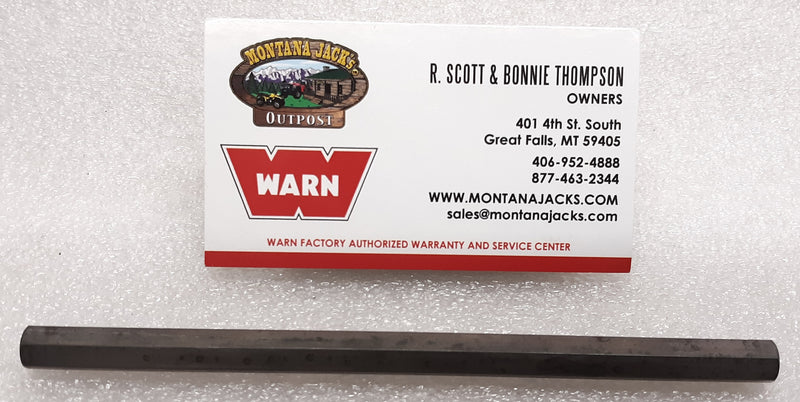 MONTANA JACK'S
OUTPOST
WARN
R. SCOTT & BONNIE THOMPSON
OWNERS
401 4th St. South
Great Falls, MT 59405
406-952-4888
877-463-2344
WWW.MONTANAJACKS.COM
sales@montanajacks.com
WARN FACTORY AUTHORIZED WARRANTY AND SERVICE CENTER